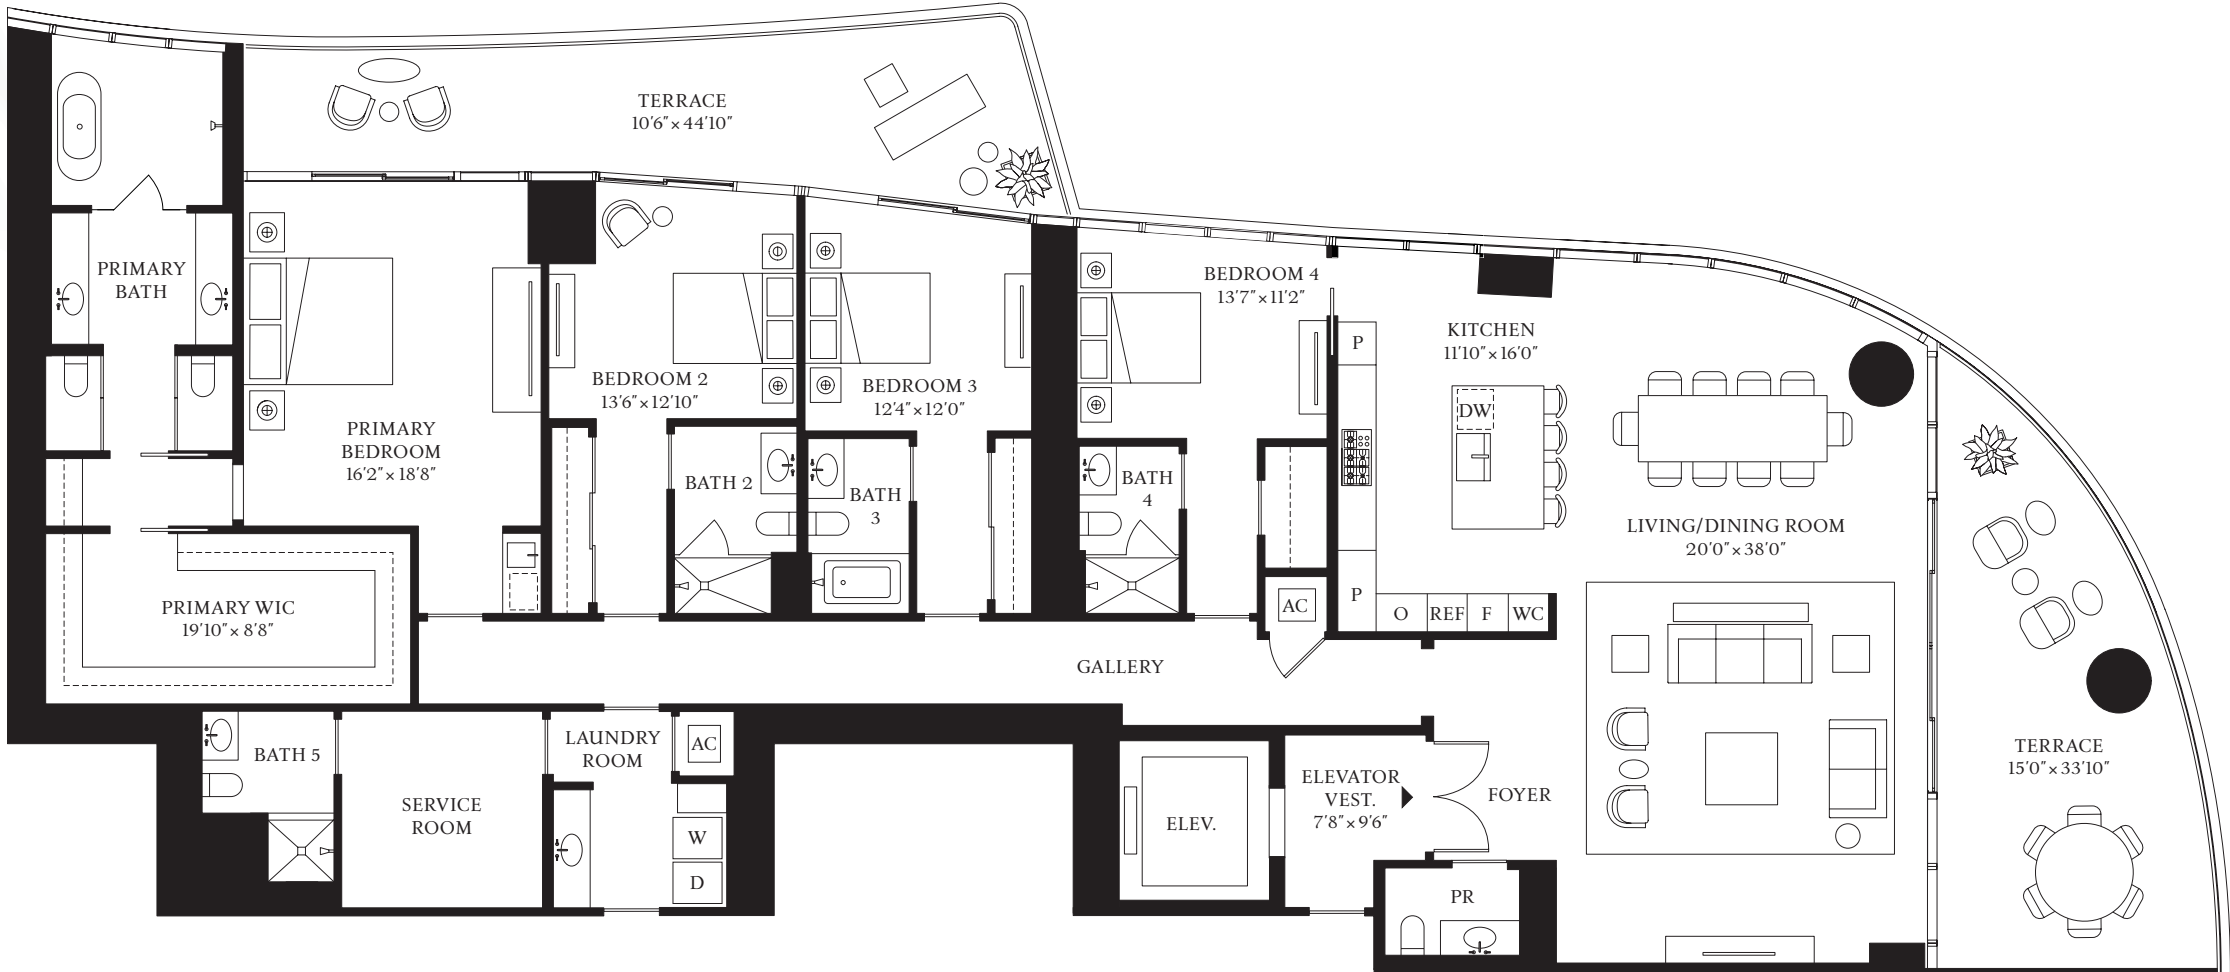 TERRACE
10'6"×44'10"
PRIMARY
BATH
PRIMARY
BEDROOM
16'2"×18'8"
BEDROOM 2
13'6"×12'10"
BEDROOM 3
12'4"×12'0"
BEDROOM 4
13'7"×11'2"
KITCHEN
11'10"×16'0"
P
DW
BATH 2
BATH
3
BATH
4
LIVING/DINING ROOM
20'0"×38'0"
PRIMARY WIC
19'10"×8'8"
AC
P
O
REF
F
WC
GALLERY
BATH 5
SERVICE
ROOM
LAUNDRY
ROOM
AC
W
D
ELEV.
ELEVATOR
VEST.
7'8"×9'6"
FOYER
PR
TERRACE
15'0"×33'10"